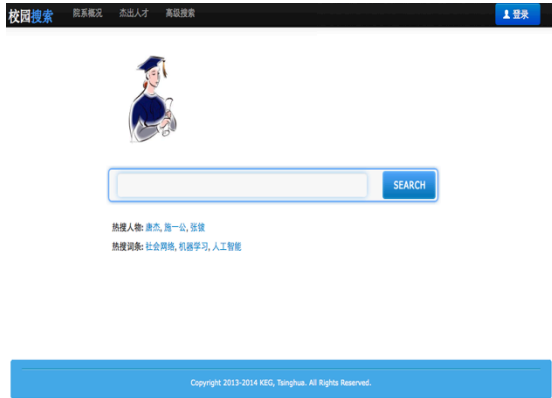 校园搜索 院系概况 杰出人才 高级搜索 登录
SEARCH
热搜人物: 唐杰, 施一公, 张钹
热搜词条: 社会网络, 机器学习, 人工智能
Copyright 2013-2014 KEG, Tsinghua. All Rights Reserved.